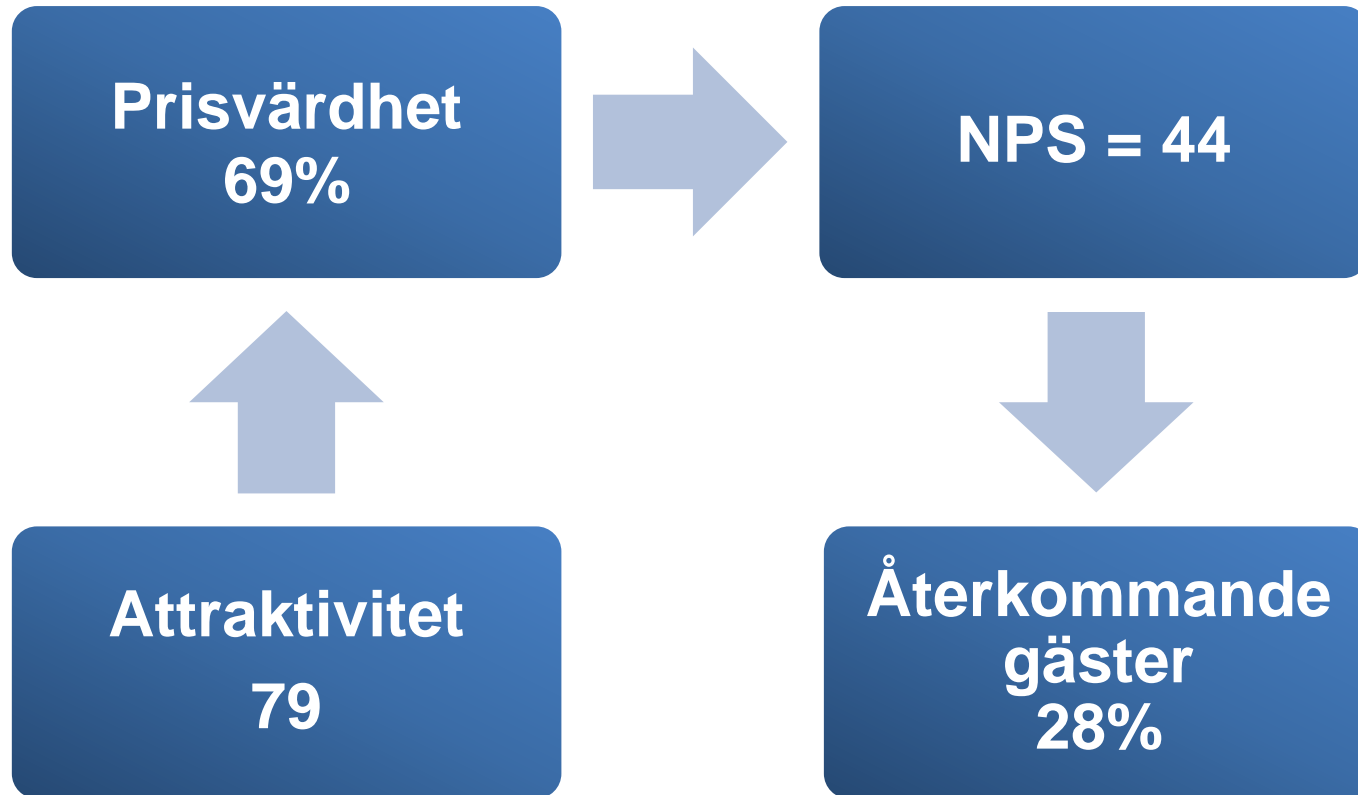 Prisvärdhet
69%
NPS = 44
Attraktivitet
79
Återkommande
gäster
28%